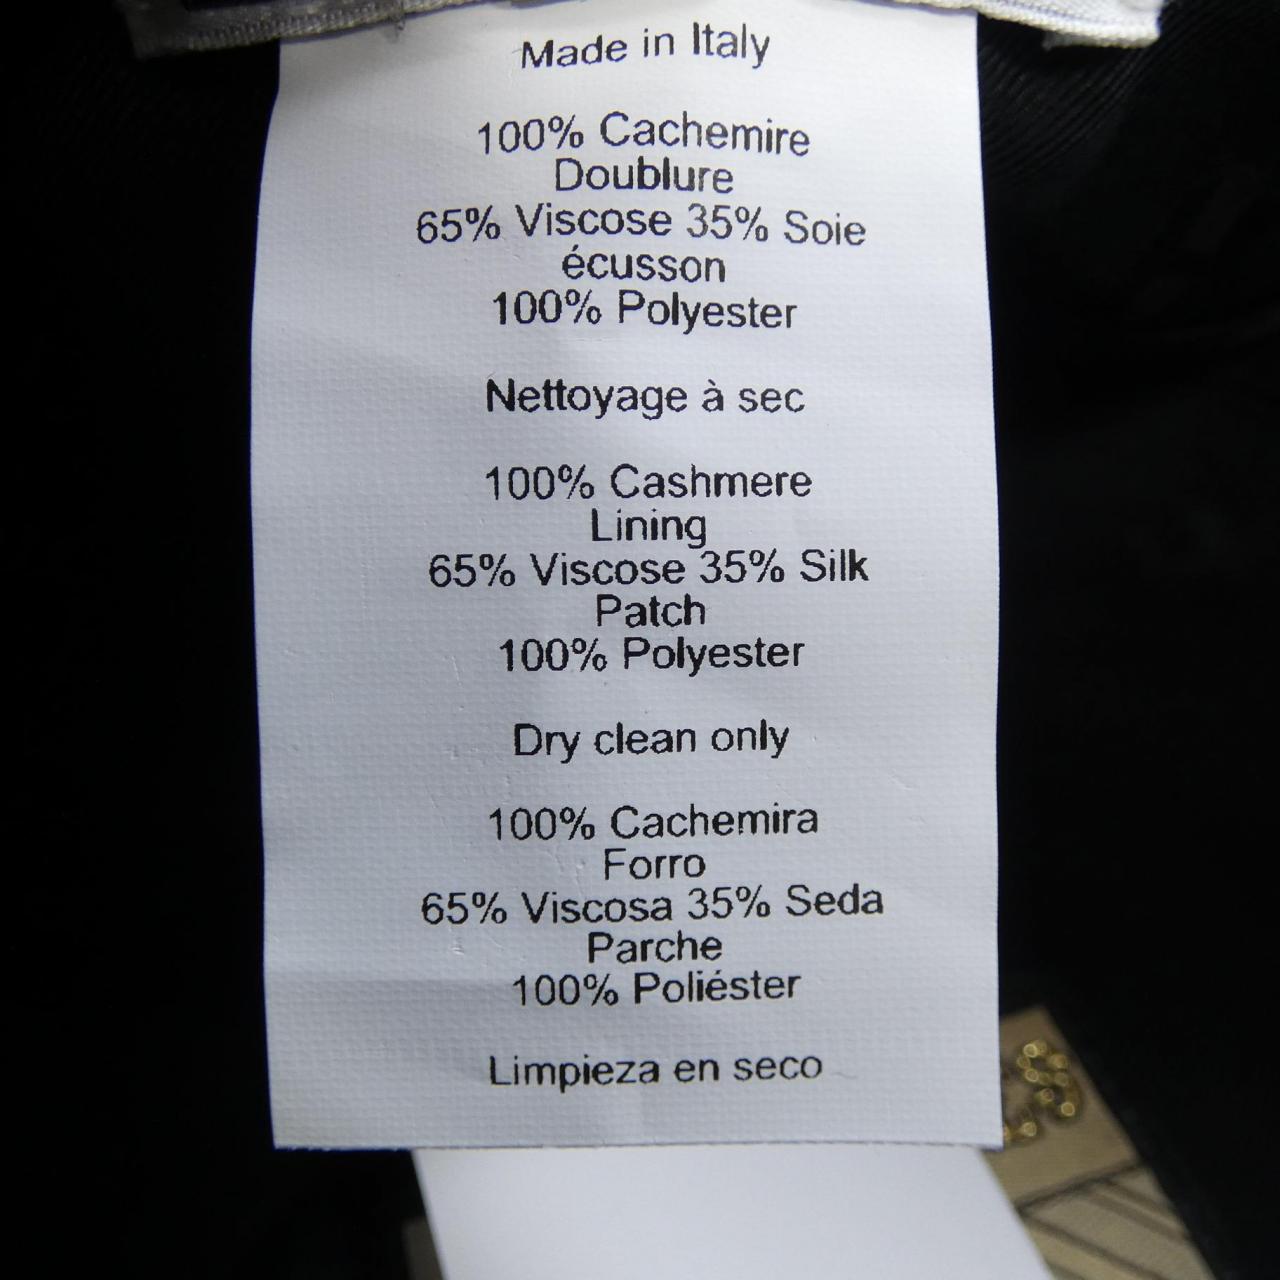 Made in Italy
100% Cachemire
Doublure
65% Viscose 35% Soie
écusson
100% Polyester
Nettoyage à sec
100% Cashmere
Lining
65% Viscose 35% Silk
Patch
100% Polyester
Dry clean only
100% Cachemira
Forro
65% Viscosa 35% Seda
Parche
100% Poliéster
Limpieza en seco